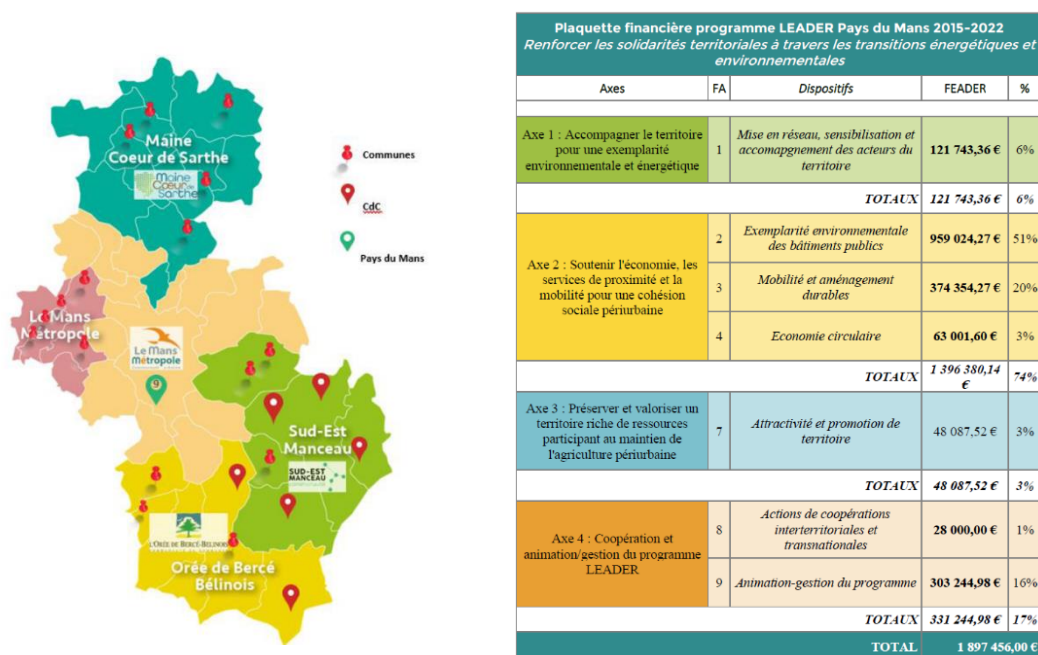 Maine
Coeur de Sarthe
Maine
Coeur de
Sarthe
Communes
CdC
Pays du Mans
Le Mans
Métropole
Le Mans
Métropole
9
Sud-Est
Manceau
SUD-EST
MANCEAU
L'ORÉE DE BERCÉ-BELINOIS
Orée de Bercé
Bélinois
Plaquette financière programme LEADER Pays du Mans 2015-2022
Renforcer les solidarités territoriales à travers les transitions énergétiques et
environnementales
Axes FA Dispositifs FEADER %
Axe 1 : Accompagner le territoire
pour une exemplarité
environnementale et énergétique
1
Mise en réseau, sensibilisation et
accomapgnement des acteurs du
territoire
121 743,36 € 6%
TOTAUX 121 743,36 € 6%
Axe 2 : Soutenir l'économie, les
services de proximité et la
mobilité pour une cohésion
sociale périurbaine
2
Exemplarité environnementale
des bâtiments publics
959 024,27 € 51%
3
Mobilité et aménagement
durables
374 354,27 € 20%
4 Economie circulaire 63 001,60 € 3%
TOTAUX 1 396 380,14
€
74%
Axe 3 : Préserver et valoriser un
territoire riche de ressources
participant au maintien de
l'agriculture périurbaine
7
Attractivité et promotion de
territoire
48 087,52 € 3%
TOTAUX 48 087,52 € 3%
Axe 4 : Coopération et
animation/gestion du programme
LEADER
8
Actions de coopérations
interterritoriales et
transnationales
28 000,00 € 1%
9 Animation-gestion du programme 303 244,98 € 16%
TOTAUX 331 244,98 € 17%
TOTAL 1 897 456,00 €